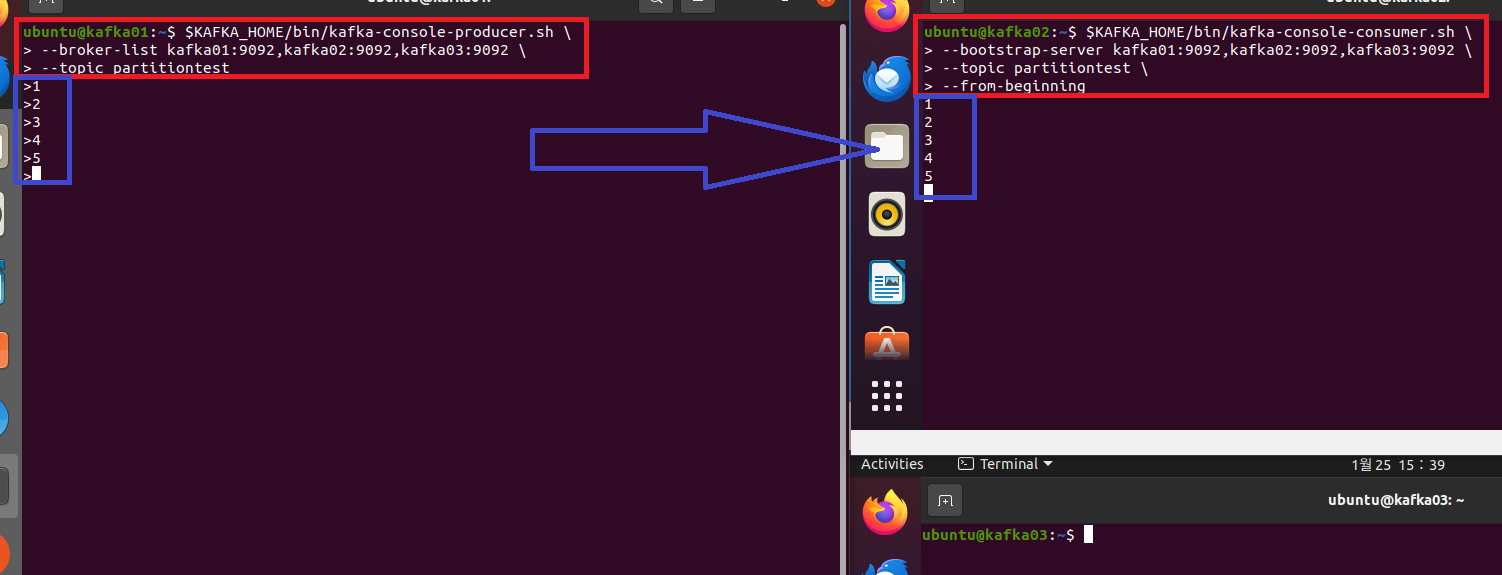 ubuntu@kafka01:~$ $KAFKA_HOME/bin/kafka-console-producer.sh \
> --broker-list kafka01:9092,kafka02:9092,kafka03:9092 \
> --topic partitiontest
>1
>2
>3
>4
>5
>
ubuntu@kafka02:~$ $KAFKA_HOME/bin/kafka-console-consumer.sh \
> --bootstrap-server kafka01:9092,kafka02:9092,kafka03:9092 \
> --topic partitiontest \
> --from-beginning
1
2
3
4
5
Activities
Terminal
1월 25 15：39
ubuntu@kafka03: ~
ubuntu@kafka03:~$